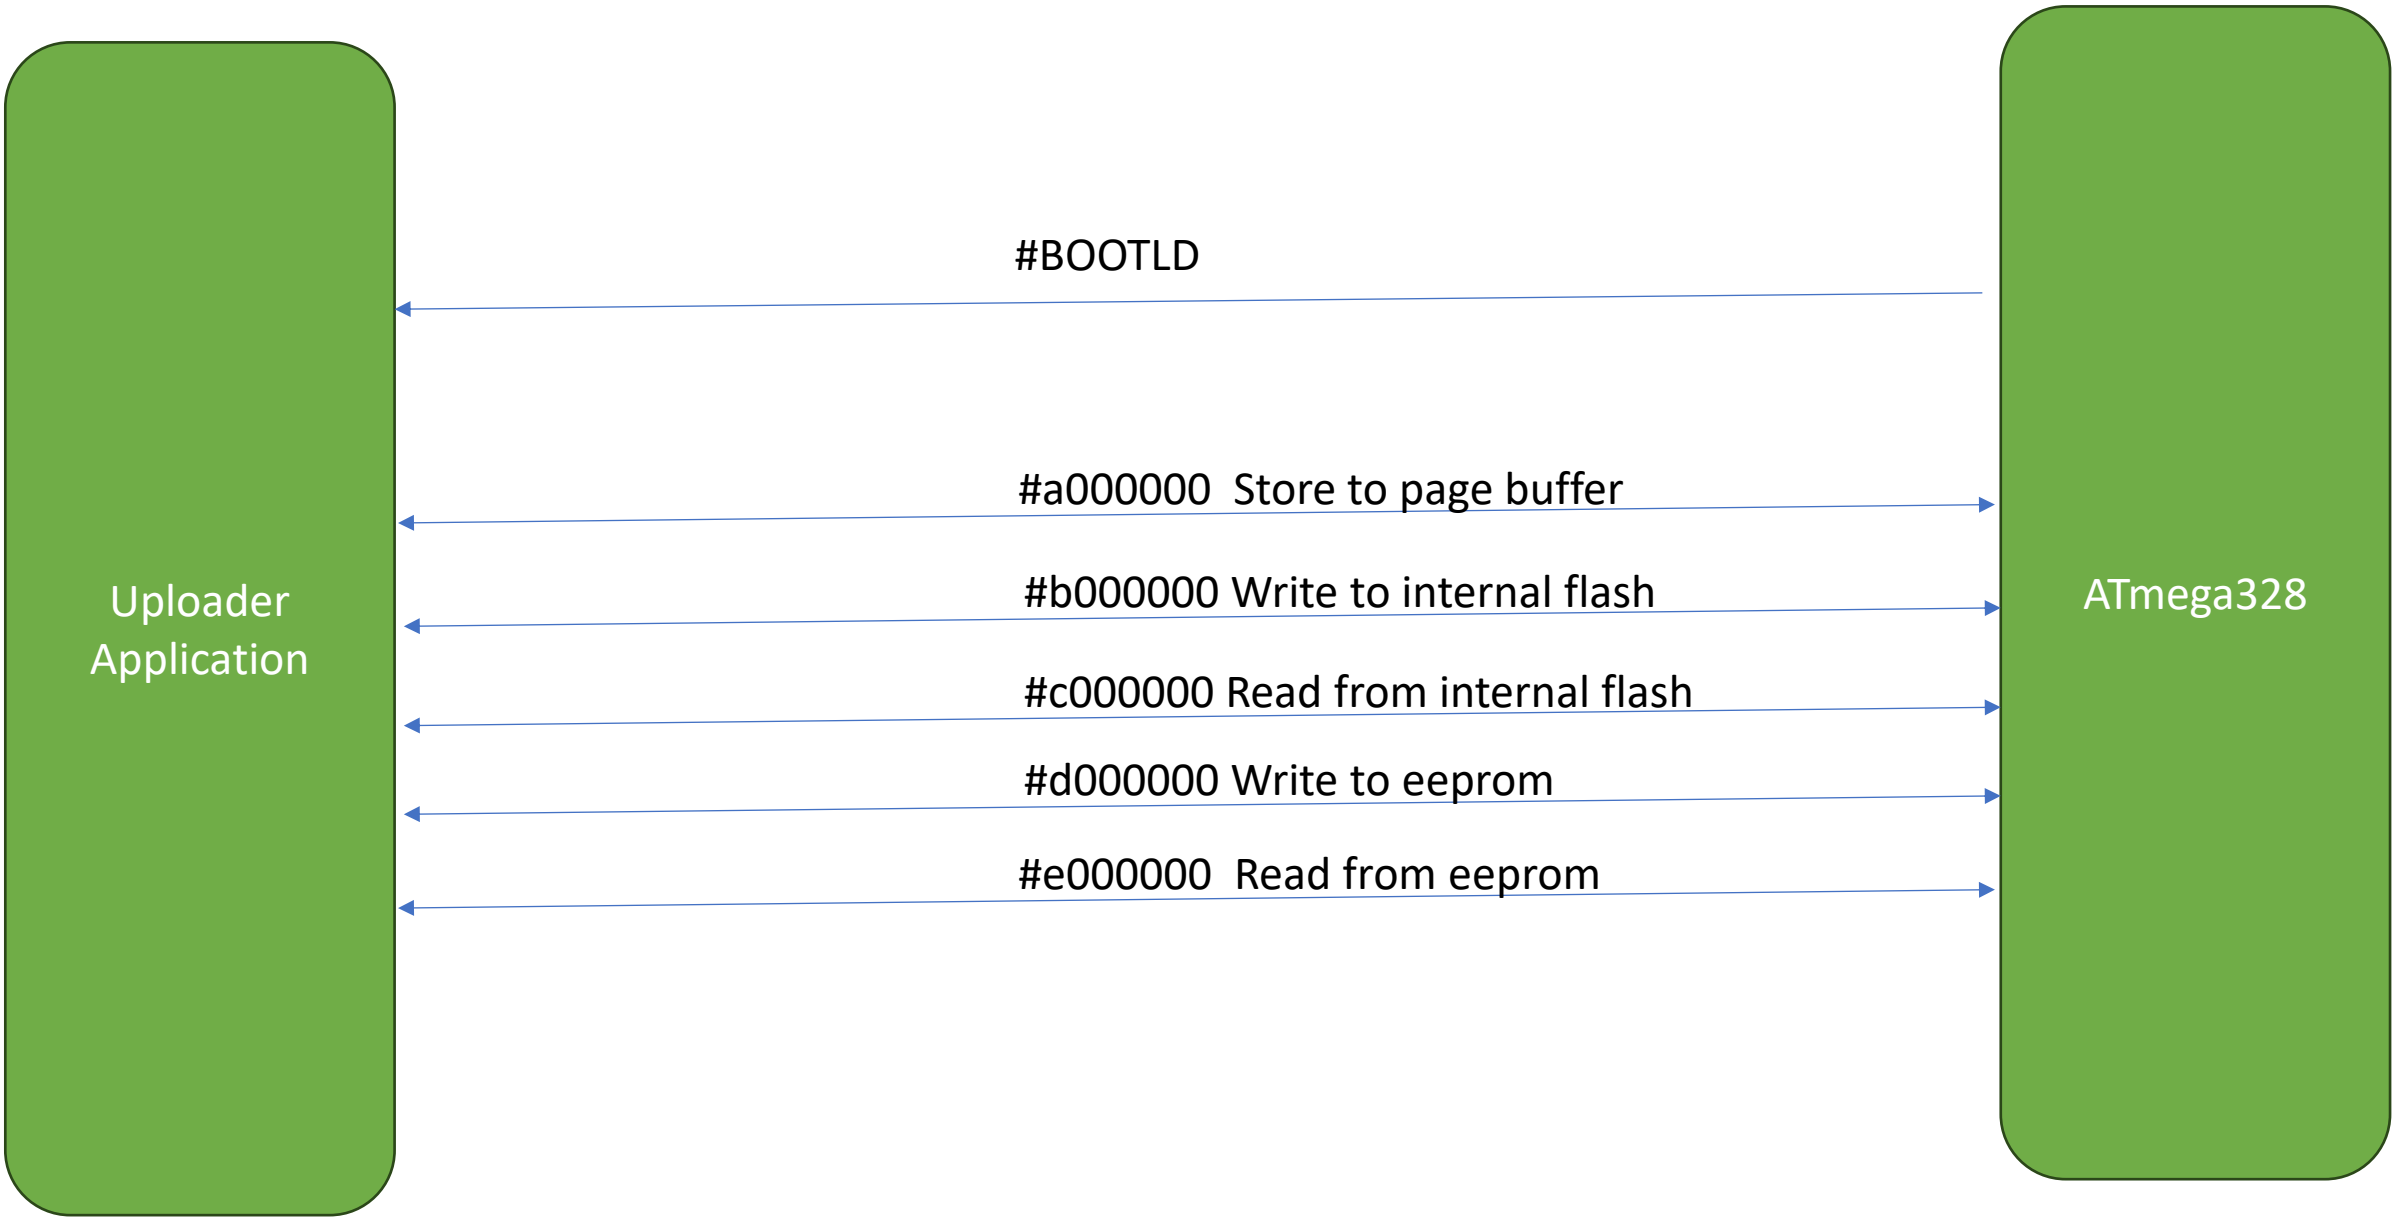 #BOOTLD
#a000000  Store to page buffer
#b000000 Write to internal flash
#c000000 Read from internal flash
#d000000 Write to eeprom
#e000000  Read from eeprom
Uploader
Application
ATmega328